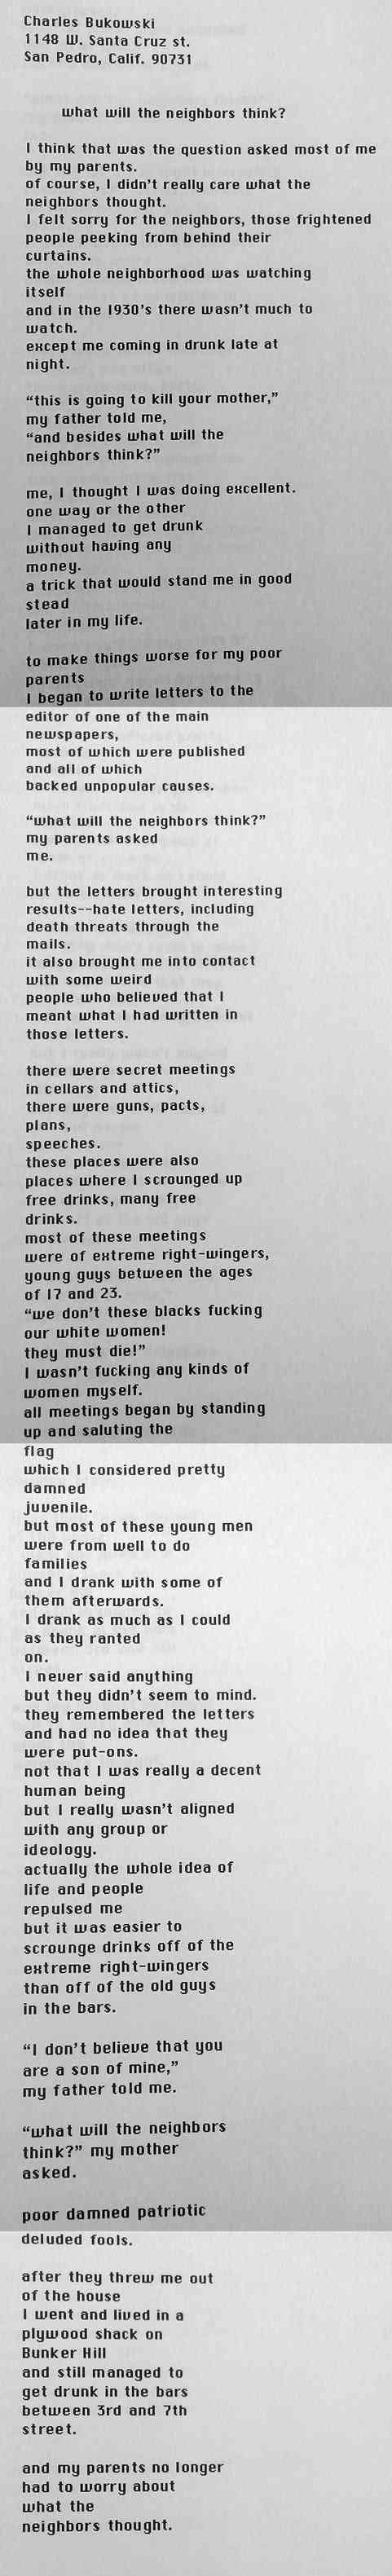 Charles Bukowski
1148 W. Santa Cruz st.
San Pedro, Calif. 90731
what will the neighbors think?
I think that was the question asked most of me
by my parents.
of course, I didn't really care what the
neighbors thought.
I felt sorry for the neighbors, those frightened
people peeking from behind their
curtains.
the whole neighborhood was watching
itself
and in the 1930's there wasn't much to
watch.
except me coming in drunk late at
night.
"this is going to kill your mother,"
my father told me,
"and besides what will the
neighbors think?"
me, I thought I was doing excellent.
one way or the other
I managed to get drunk
without having any
money.
a trick that would stand me in good
stead
later in my life.
to make things worse for my poor
parents
I began to write letters to the
editor of one of the main
newspapers,
most of which were published
and all of which
backed unpopular causes.
"what will the neighbors think?"
my parents asked
me.
but the letters brought interesting
results--hate letters, including
death threats through the
mails.
it also brought me into contact
with some weird
people who believed that I
meant what I had written in
those letters.
there were secret meetings
in cellars and attics,
there were guns, pacts,
plans,
speeches.
these places were also
places where I scrounged up
free drinks, many free
drinks.
most of these meetings
were of extreme right-wingers,
young guys between the ages
of 17 and 23.
"we don't these blacks fucking
our white women!
they must die!"
I wasn't fucking any kinds of
women myself.
all meetings began by standing
up and saluting the
flag
which I considered pretty
damned
juvenile.
but most of these young men
were from well to do
families
and I drank with some of
them afterwards.
I drank as much as I could
as they ranted
on.
I never said anything
but they didn't seem to mind.
they remembered the letters
and had no idea that they
were put-ons.
not that I was really a decent
human being
but I really wasn't aligned
with any group or
ideology.
actually the whole idea of
life and people
repulsed me
but it was easier to
scrounge drinks off of the
extreme right-wingers
than off of the old guys
in the bars.
"I don't believe that you
are a son of mine,"
my father told me.
"what will the neighbors
think?" my mother
asked.
poor damned patriotic
deluded fools.
after they threw me out
of the house
I went and lived in a
plywood shack on
Bunker Hill
and still managed to
get drunk in the bars
between 3rd and 7th
street.
and my parents no longer
had to worry about
what the
neighbors thought.